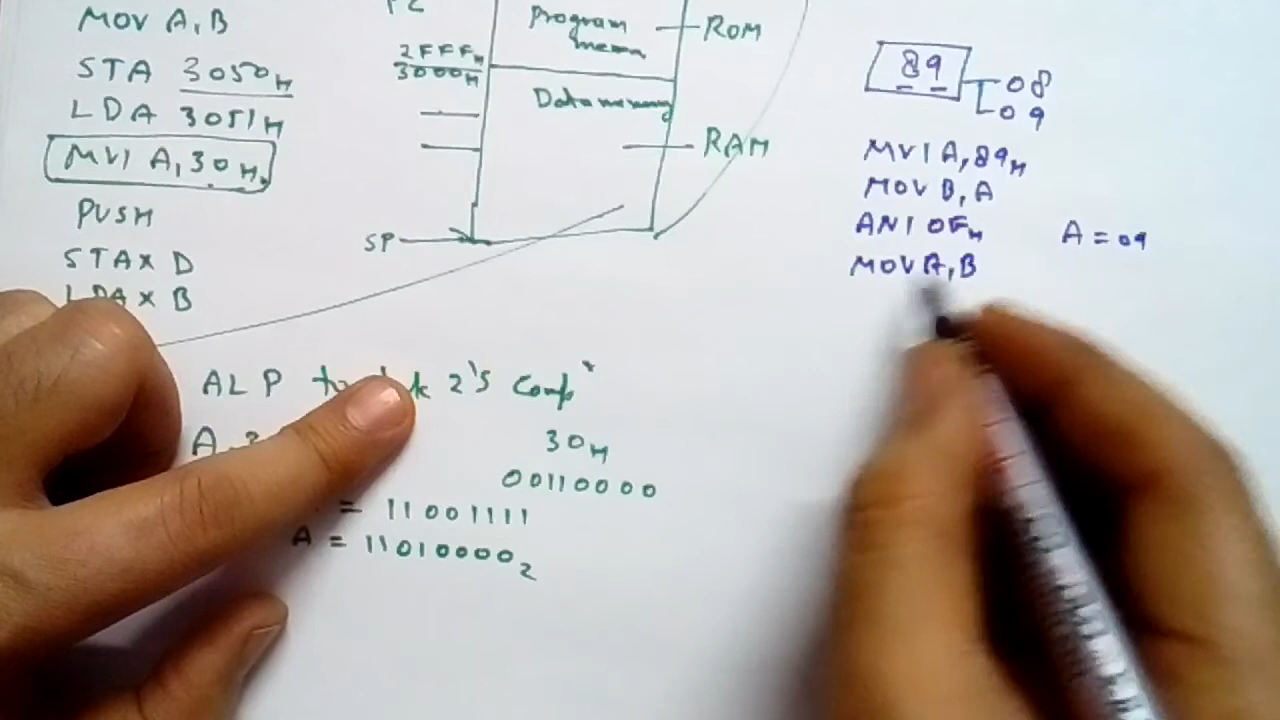 MOV A,B
STA 3050H
LDA 3051H
MVI A,30H.
PUSH
STAX D
LDAX B
2FFFH
3000H
SP
Program
Data memory
ROM
RAM
89
08
09
MVI A,89H
MOV B,A
ANI 0FH
A = 09
MOV A,B
ALP 2'S Comp
A
30H
00110000
= 11001111
A = 110100002